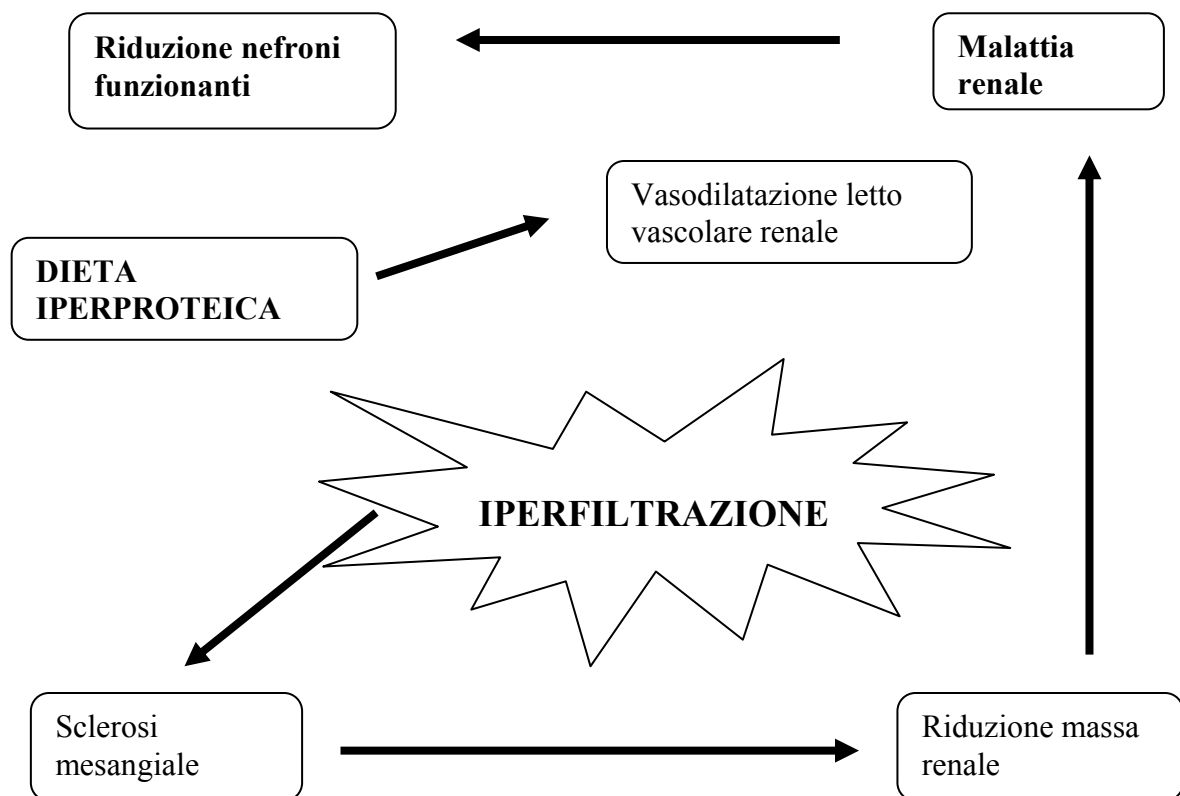 Riduzione nefroni
funzionanti
Malattia
renale
Vasodilatazione letto
vascolare renale
DIETA
IPERPROTEICA
IPERFILTRAZIONE
Sclerosi
mesangiale
Riduzione massa
renale